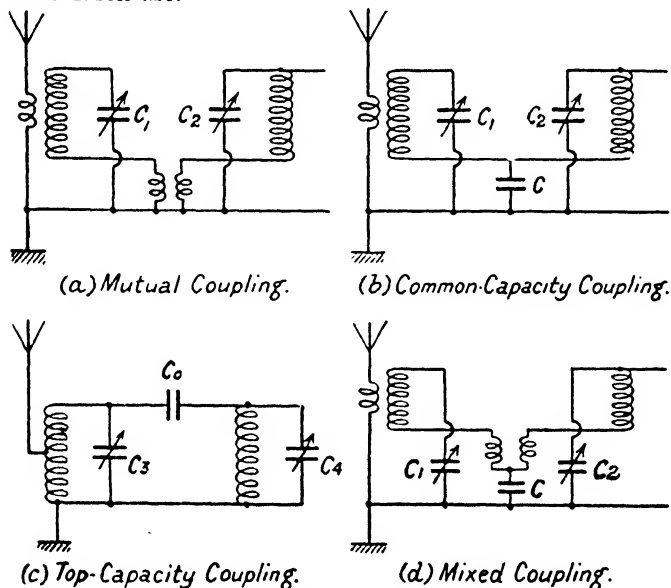 C₁ C₂
C₁ C₂
C
(a) Mutual Coupling. (b) Common-Capacity Coupling.
C₀
C₃ C₄
C1 C2
C
(c) Top-Capacity Coupling. (d) Mixed Coupling.